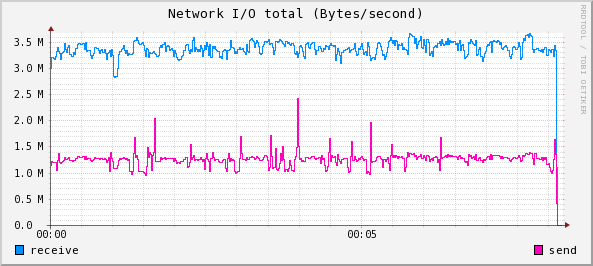 Network I/O total (Bytes/second)
RRDTOOL / TOBI OETIKER
3.5 M
3.0 M
2.5 M
2.0 M
1.5 M
1.0 M
0.5 M
0.0
00:00 00:05
receive send